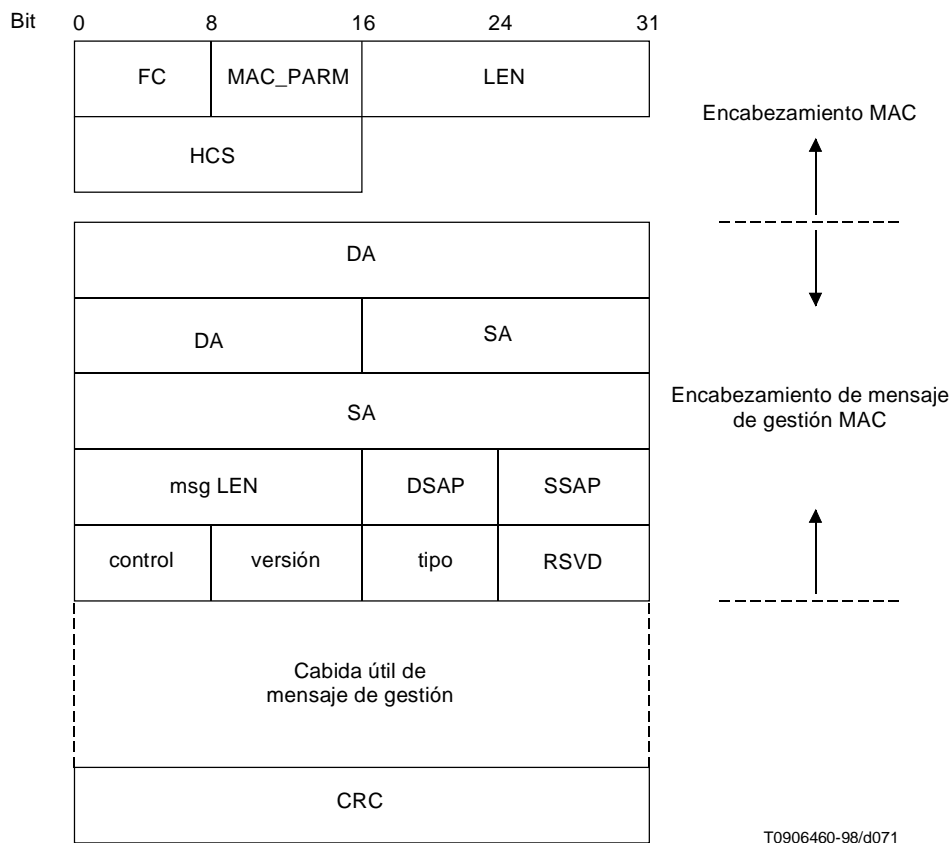 Bit 0 8 16 24 31
FC MAC_PARM LEN
Encabezamiento MAC
HCS
DA
DA SA
Encabezamiento de mensaje
de gestión MAC
SA
msg LEN DSAP SSAP
control versión tipo RSVD
Cabida útil de
mensaje de gestión
CRC
T0906460-98/d071